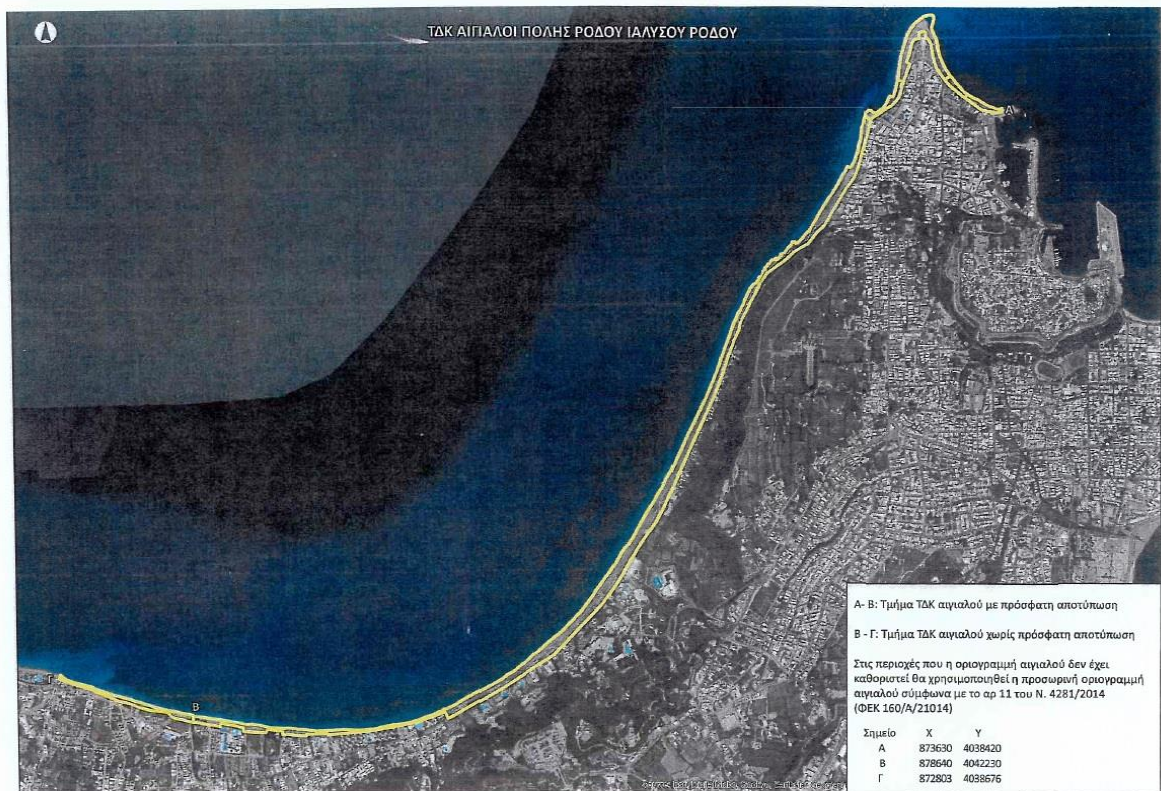 ΤΔΚ ΑΙΓΙΑΛΟΙ ΠΟΛΗΣ ΡΟΔΟΥ ΙΑΛΥΣΟΥ ΡΟΔΟΥ
Α
Γ
Β
Α- Β: Τμήμα ΤΔΚ αιγιαλού με πρόσφατη αποτύπωση
Β - Γ: Τμήμα ΤΔΚ αιγιαλού χωρίς πρόσφατη αποτύπωση
Στις περιοχές που η οριογραμμή αιγιαλού δεν έχει
καθοριστεί θα χρησιμοποιηθεί η προσωρινή οριογραμμή
αιγιαλού σύμφωνα με το αρ 11 του Ν. 4281/2014
(ΦΕΚ 160/Α/21014)
Σημείο Χ Υ
Α 873630 4038420
Β 878640 4042230
Γ 872803 4038676